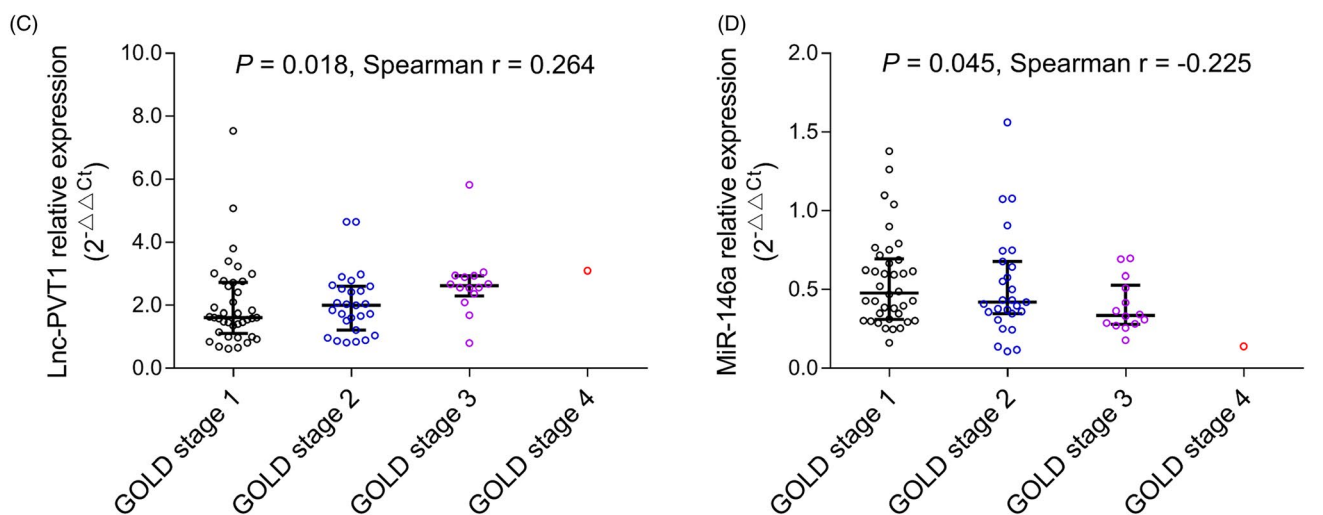 (C)
Lnc-PVT1 relative expression
(2^-△△Ct)
10.0
8.0
6.0
4.0
2.0
0.0
P = 0.018, Spearman r = 0.264
GOLD stage 1
GOLD stage 2
GOLD stage 3
GOLD stage 4
(D)
MiR-146a relative expression
(2^-△△Ct)
2.0
1.5
1.0
0.5
0.0
P = 0.045, Spearman r = -0.225
GOLD stage 1
GOLD stage 2
GOLD stage 3
GOLD stage 4